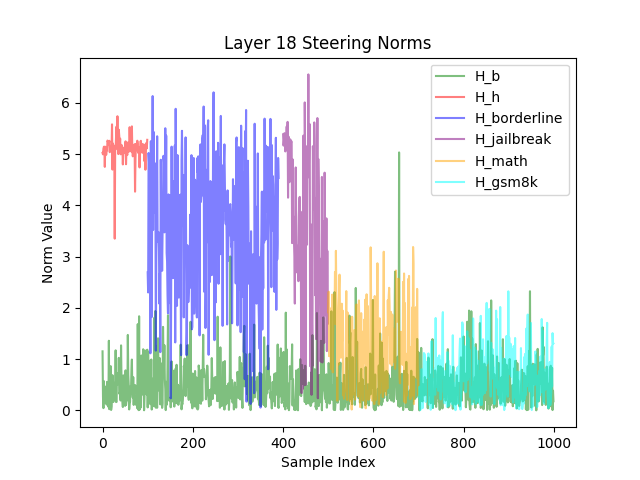 Layer 18 Steering Norms
H_b
H_h
H_borderline
H_jailbreak
H_math
H_gsm8k
6
5
4
3
2
1
0
Norm Value
0
200
400
600
800
1000
Sample Index